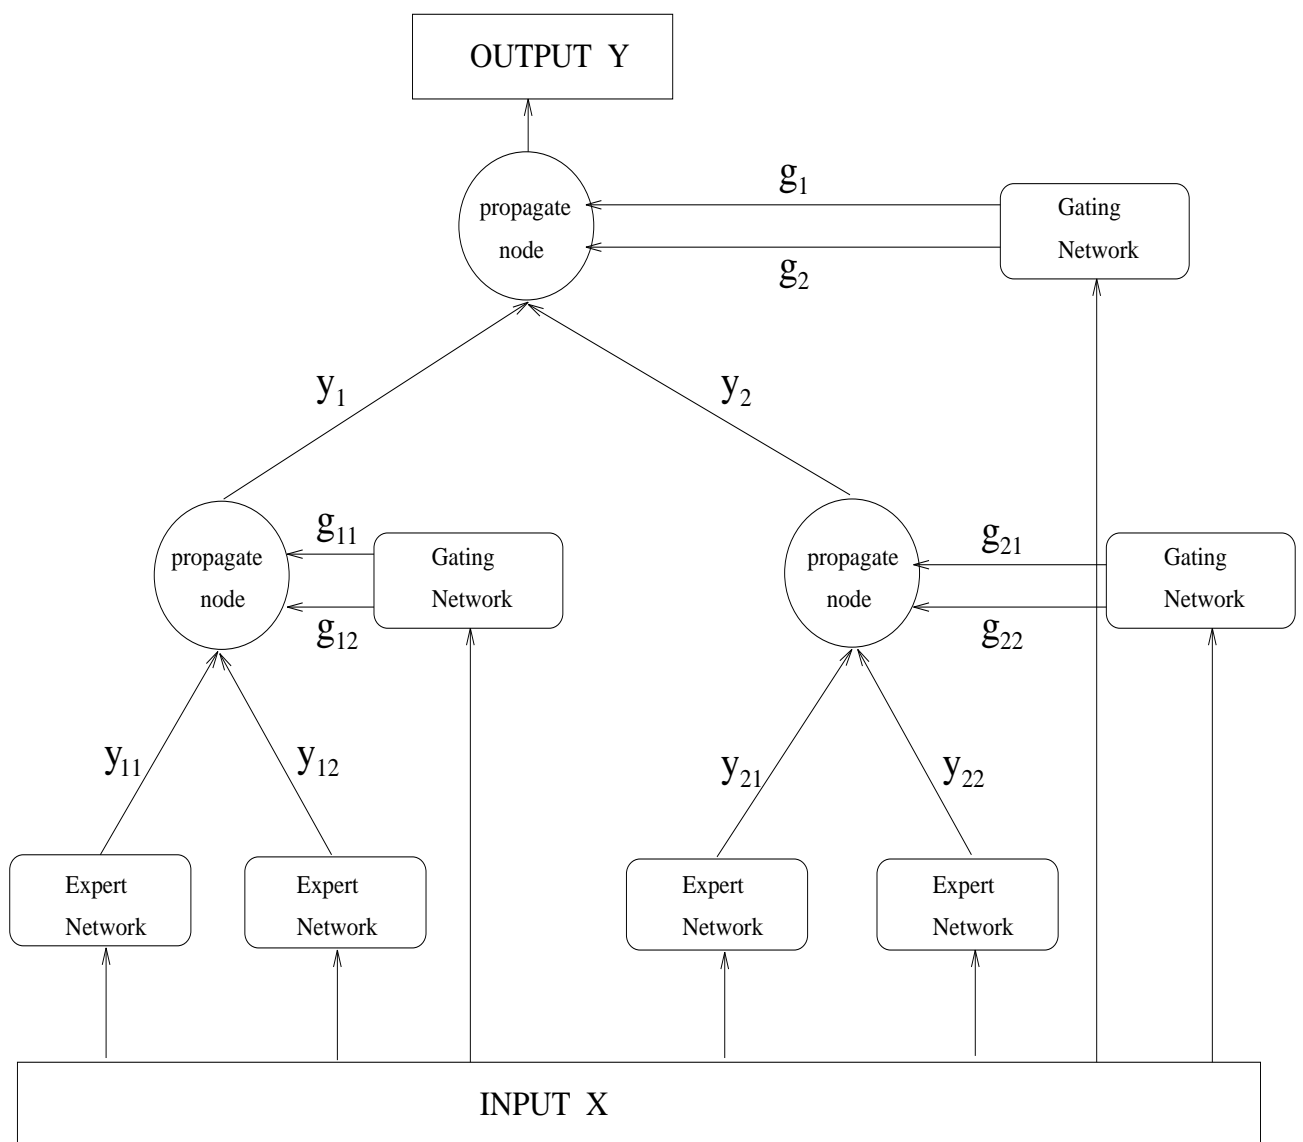 OUTPUT Y
propagate
node
g1
g2
Gating
Network
y1
y2
propagate
node
g11
g12
Gating
Network
propagate
node
g21
g22
Gating
Network
y11
y12
y21
y22
Expert
Network
Expert
Network
Expert
Network
Expert
Network
INPUT X